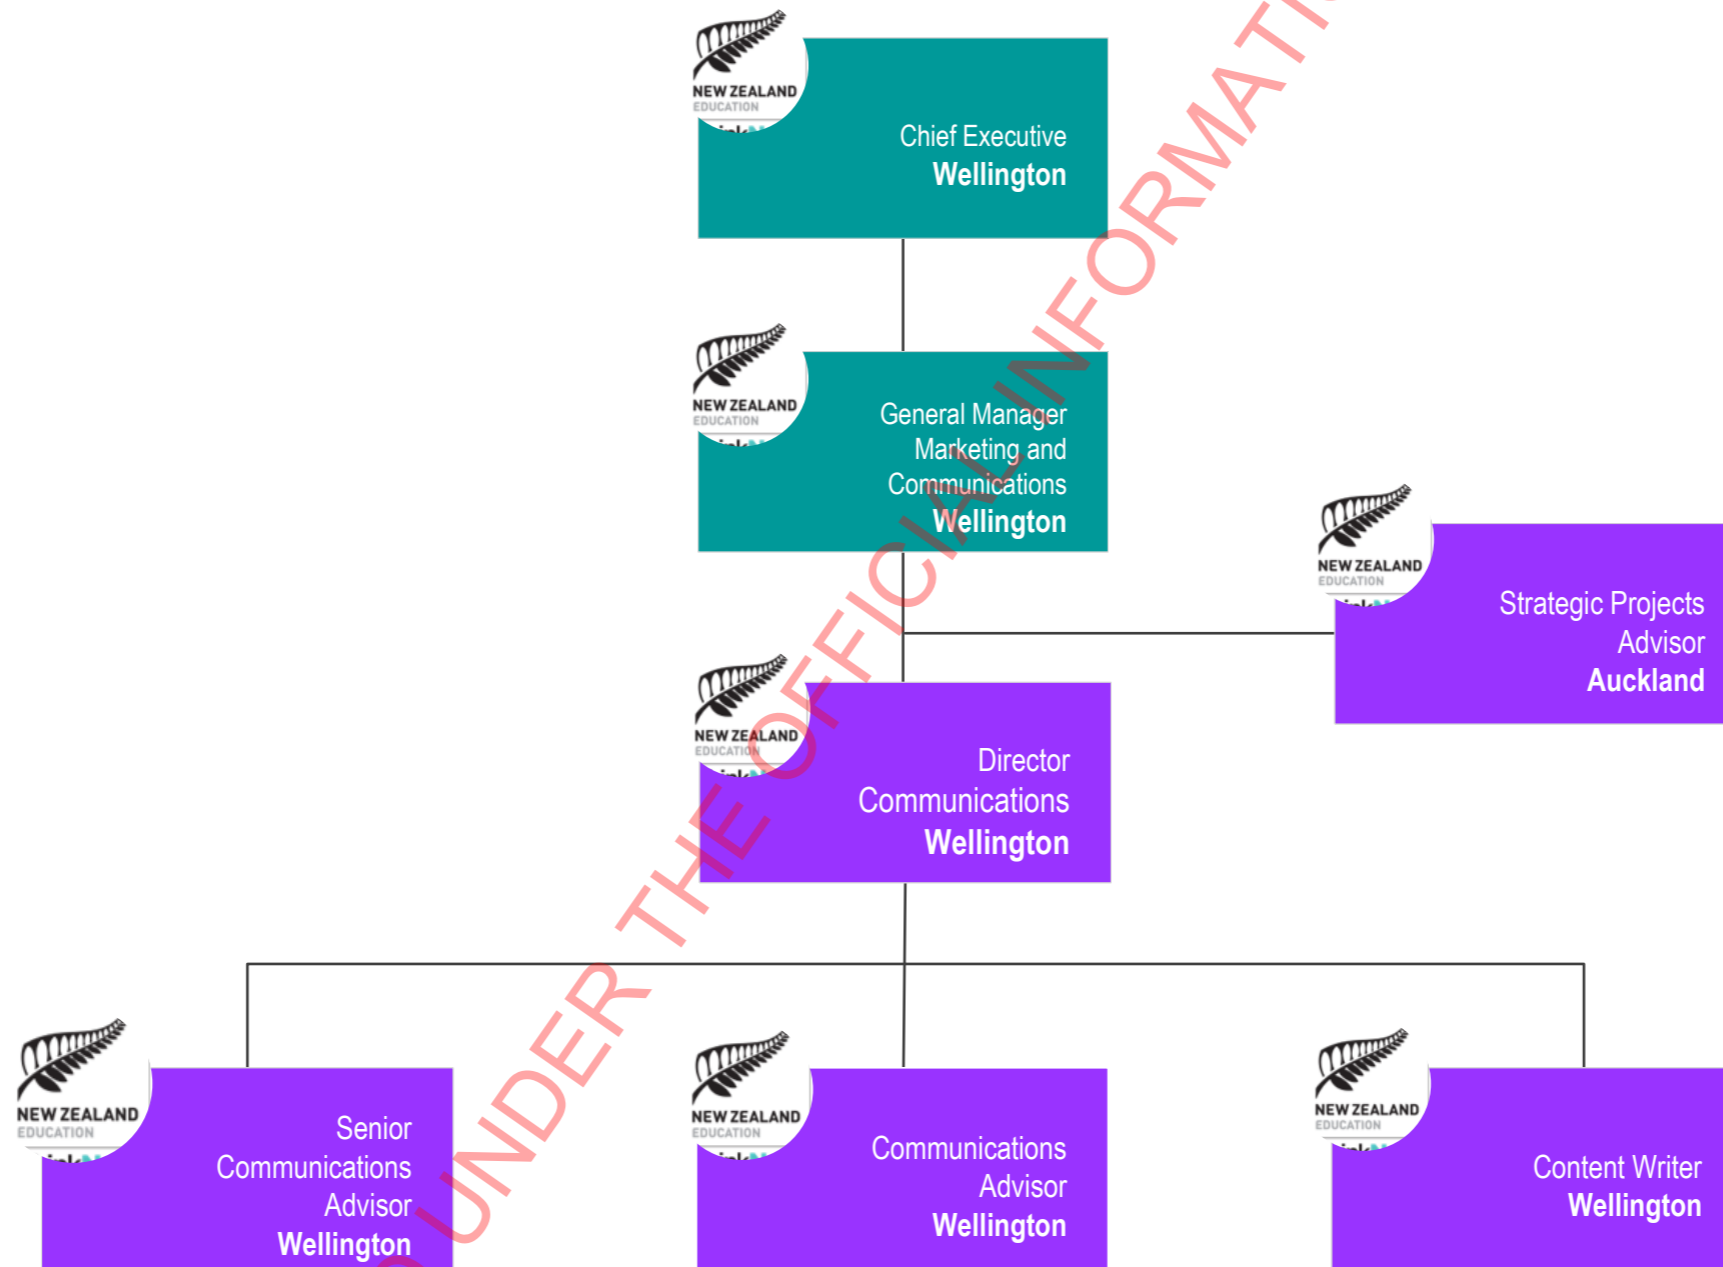 NEW ZEALAND
EDUCATION
Chief Executive
Wellington
NEW ZEALAND
EDUCATION
General Manager
Marketing and
Communications
Wellington
NEW ZEALAND
EDUCATION
Strategic Projects
Advisor
Auckland
NEW ZEALAND
EDUCATION
Director
Communications
Wellington
NEW ZEALAND
EDUCATION
Senior
Communications
Advisor
Wellington
NEW ZEALAND
EDUCATION
Communications
Advisor
Wellington
NEW ZEALAND
EDUCATION
Content Writer
Wellington
UNDER THE OFFICIAL INFORMATI